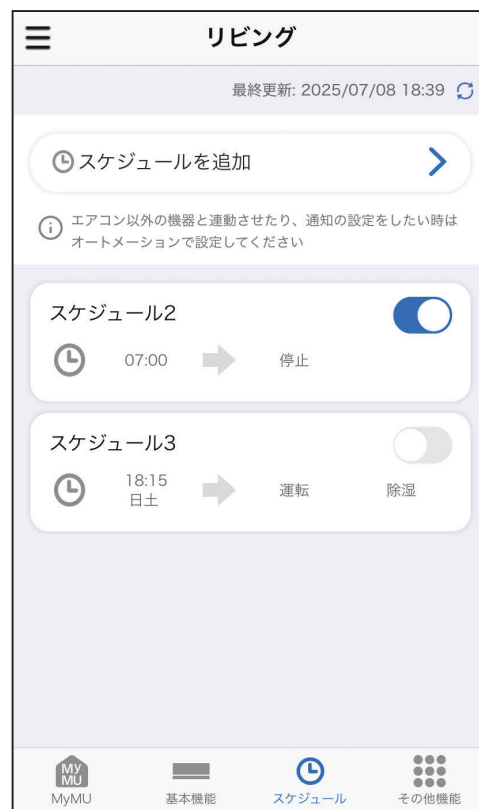 リビング
最終更新: 2025/07/08 18:39
スケジュールを追加
エアコン以外の機器と連動させたり、通知の設定をしたい時は
オートメーションで設定してください
スケジュール2
07:00
停止
スケジュール3
18:15
日土
運転
除湿
MY
MU
MyMU
基本機能
スケジュール
その他機能